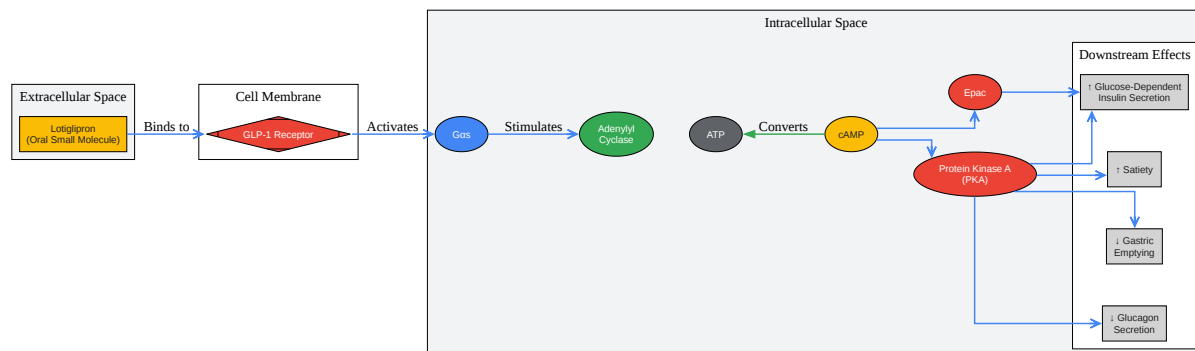 Intracellular Space
Extracellular Space
Lotiglipron
(Oral Small Molecule)
Binds to
Cell Membrane
GLP-1 Receptor
Activates
Gαs
Stimulates
Adenylyl
Cyclase
ATP
Converts
cAMP
Epac
Protein Kinase A
(PKA)
Downstream Effects
↑ Glucose-Dependent
Insulin Secretion
↑ Satiety
↓ Gastric
Emptying
↓ Glucagon
Secretion